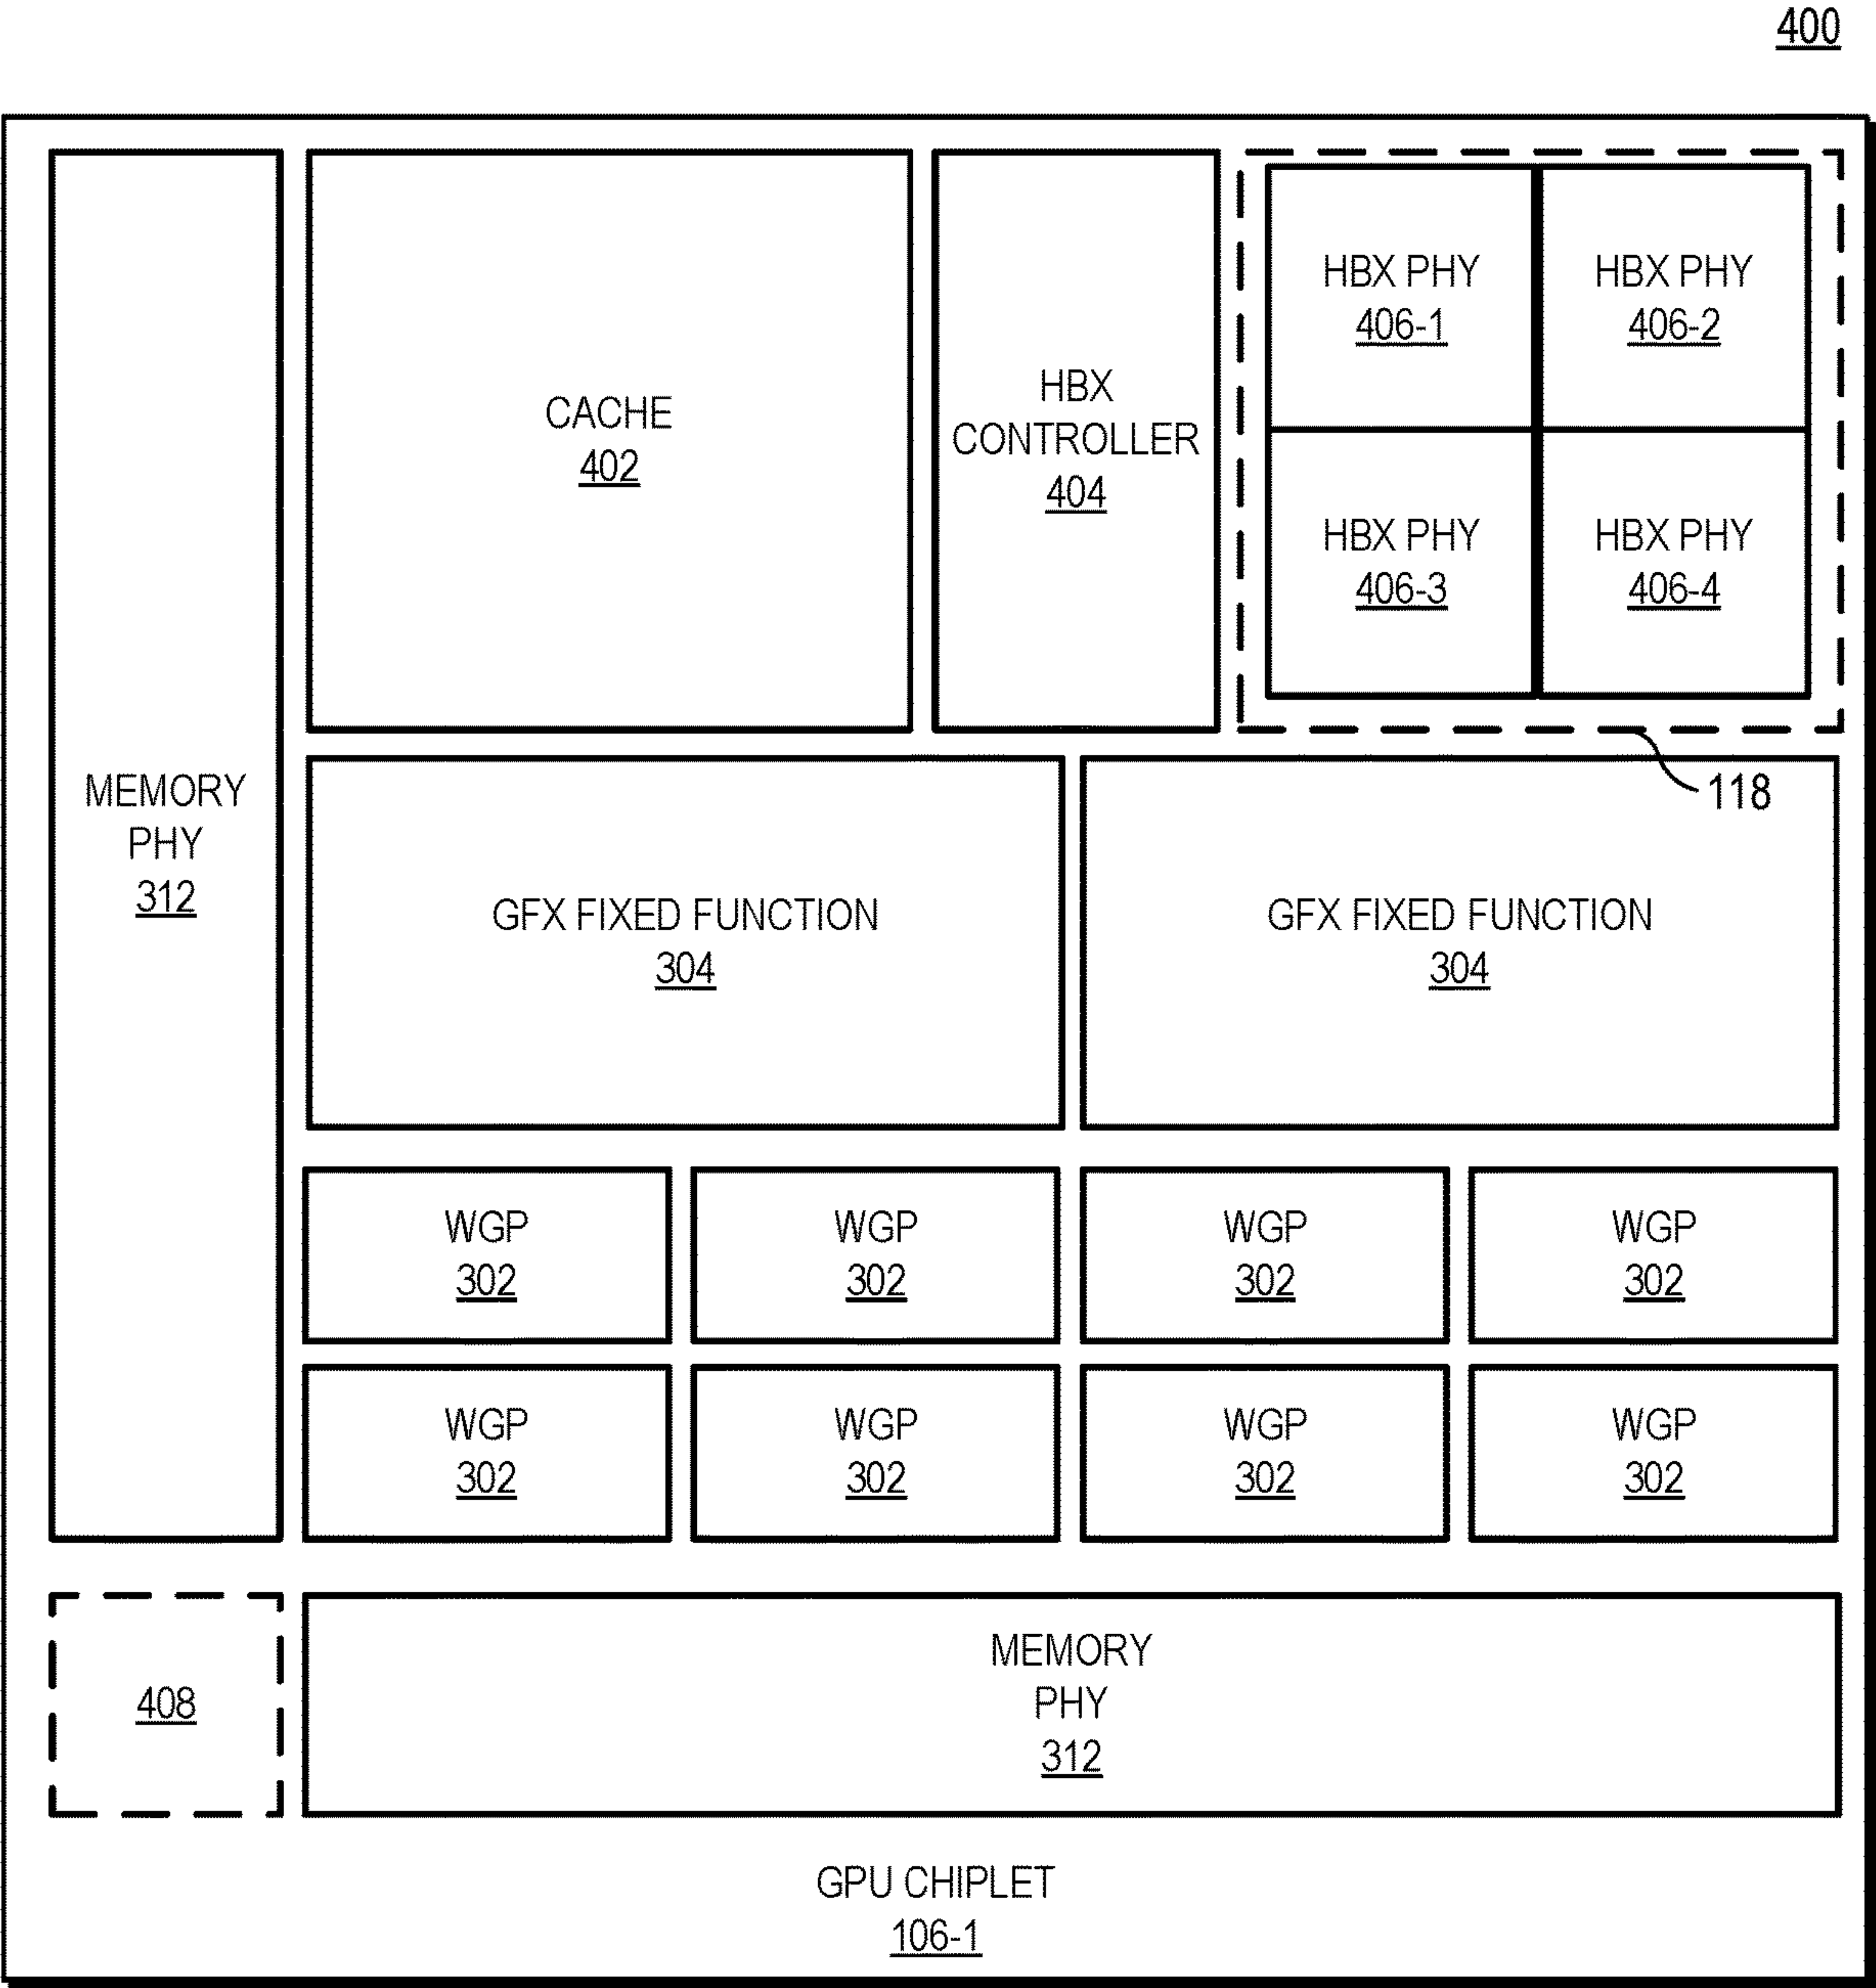 400
MEMORY
PHY
312
CACHE
402
HBX
CONTROLLER
404
HBX PHY
406-1
HBX PHY
406-2
HBX PHY
406-3
HBX PHY
406-4
118
GFX FIXED FUNCTION
304
GFX FIXED FUNCTION
304
WGP
302
WGP
302
WGP
302
WGP
302
WGP
302
WGP
302
WGP
302
WGP
302
408
MEMORY
PHY
312
GPU CHIPLET
106-1